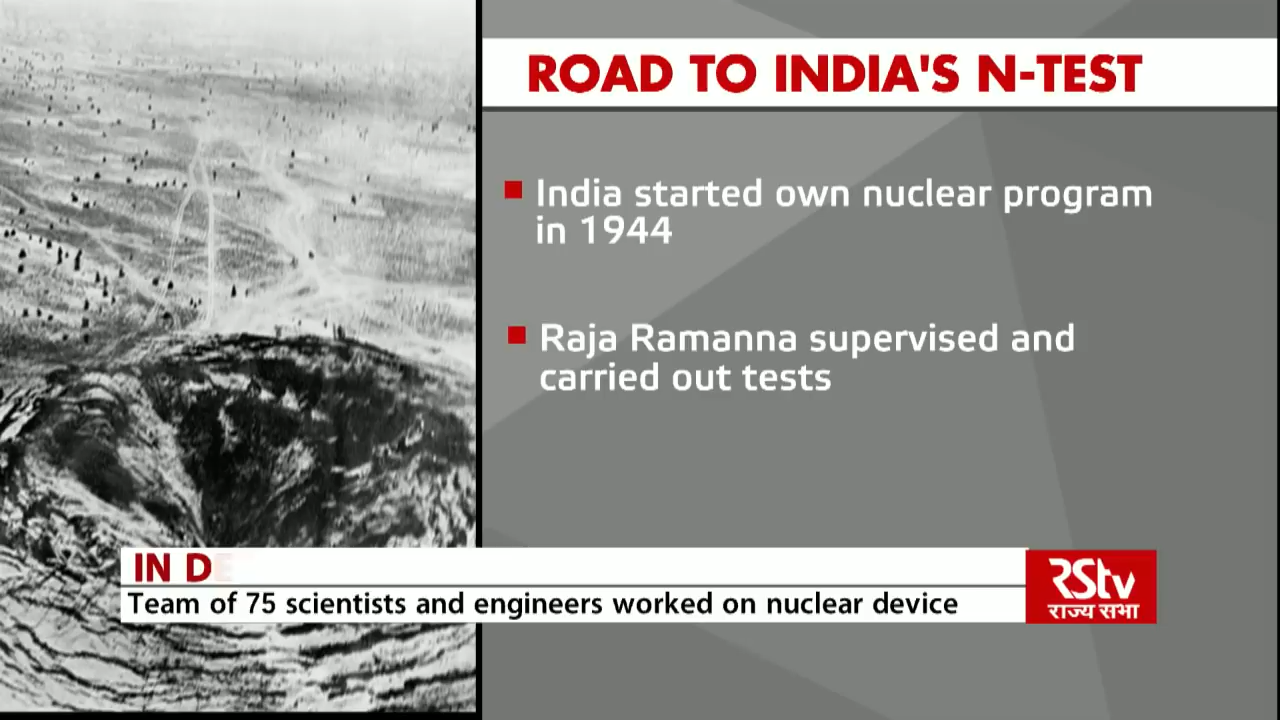 ROAD TO INDIA'S N-TEST
India started own nuclear program
in 1944
Raja Ramanna supervised and
carried out tests
IN DE
Team of 75 scientists and engineers worked on nuclear device
RStv
राज्य सभा